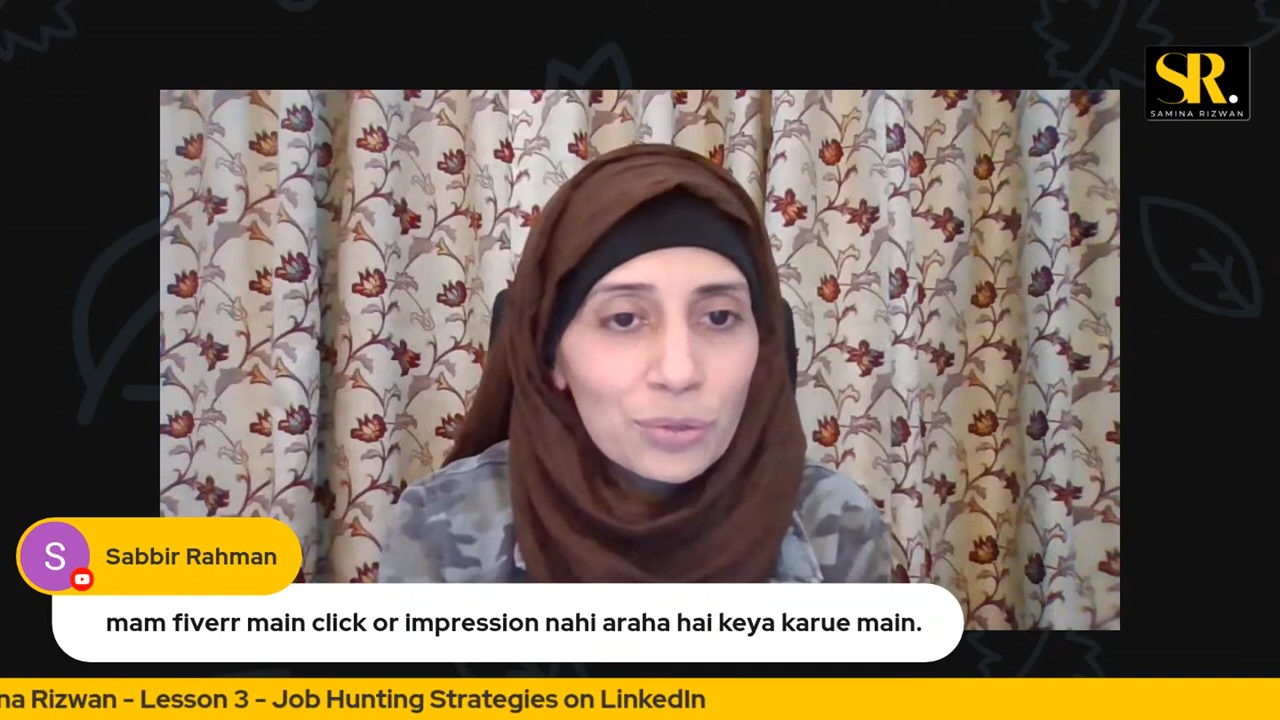 SR.
SAMINA RIZWAN
S
Sabbir Rahman
mam fiverr main click or impression nahi araha hai keya karue main.
na Rizwan - Lesson 3 - Job Hunting Strategies on LinkedIn